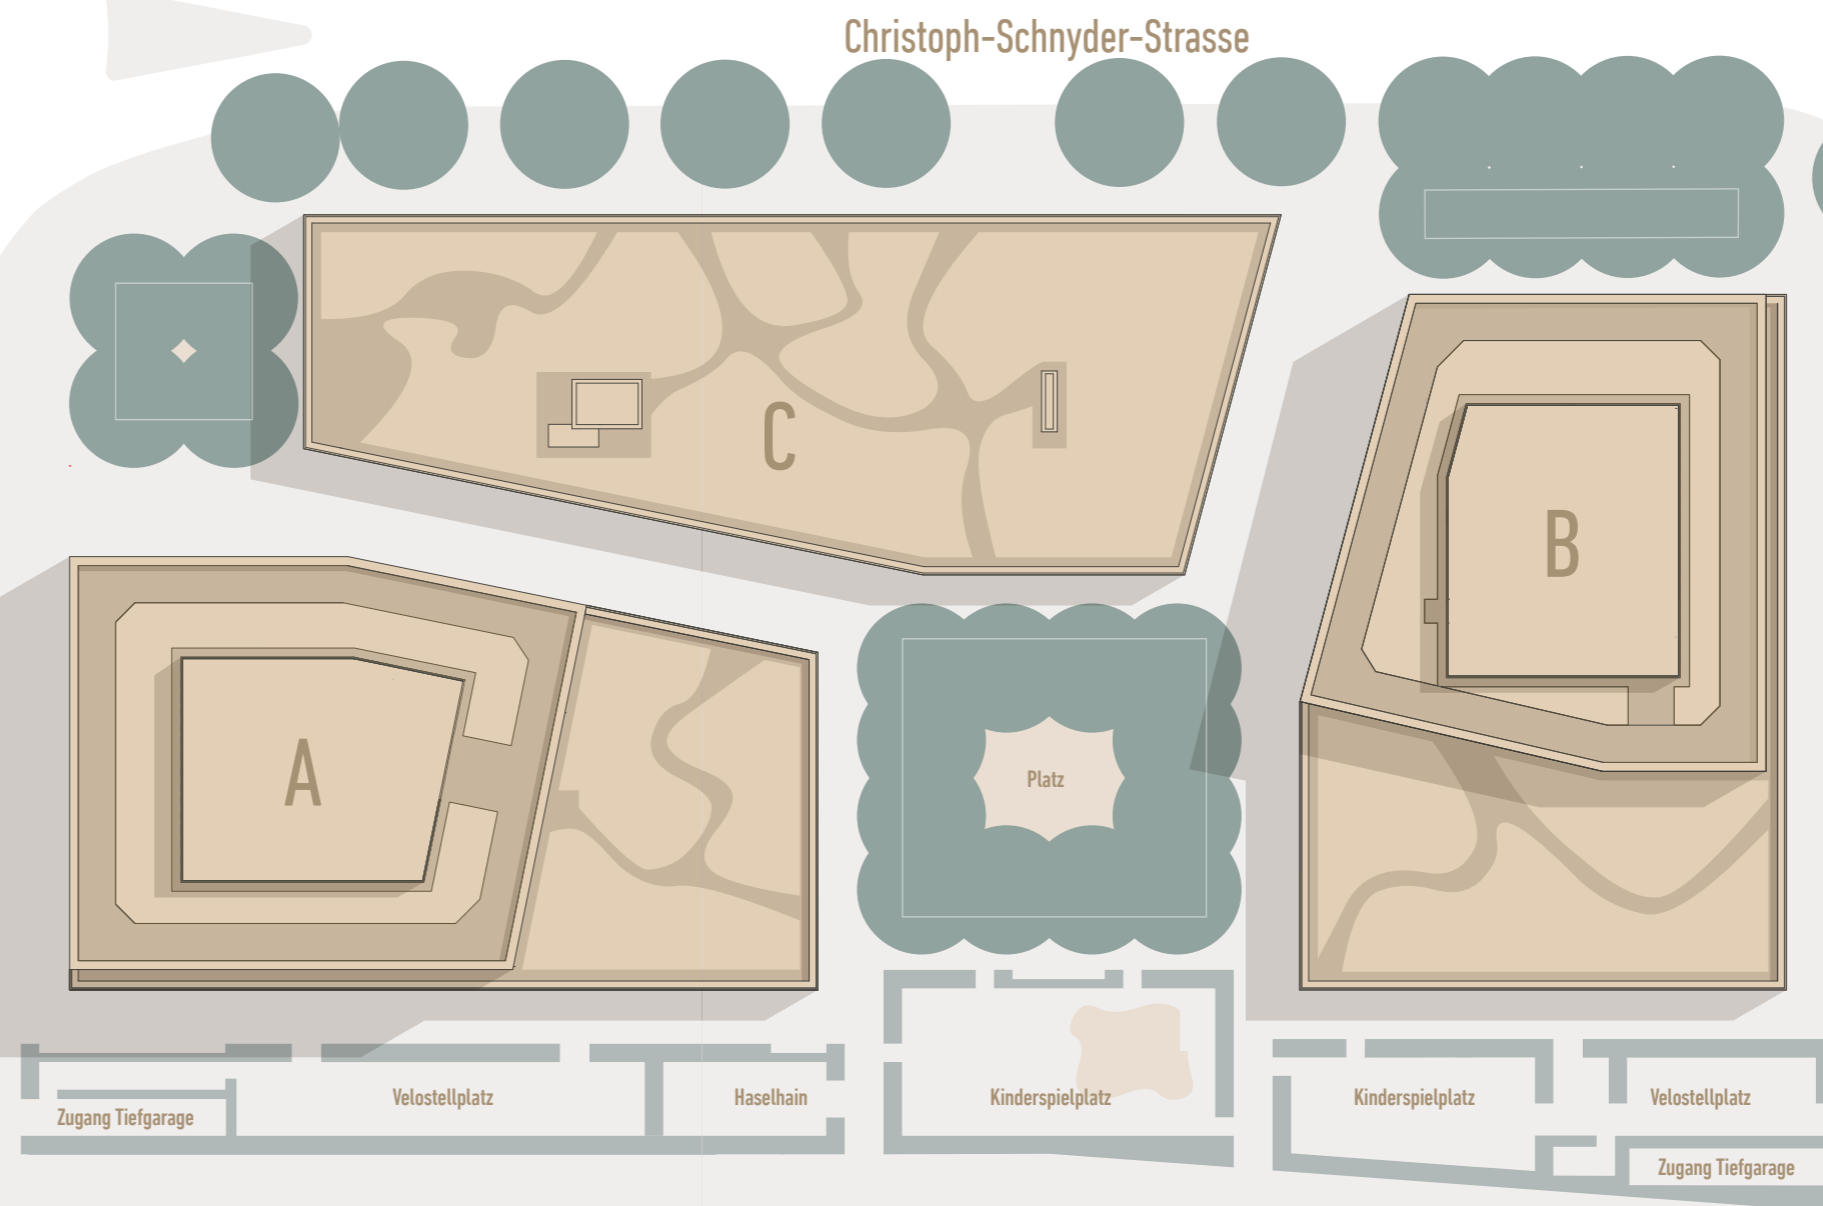 Christoph-Schnyder-Strasse
C
B
A
Platz
Velostellplatz
Haselhain
Kinderspielplatz
Kinderspielplatz
Velostellplatz
Zugang Tiefgarage
Zugang Tiefgarage